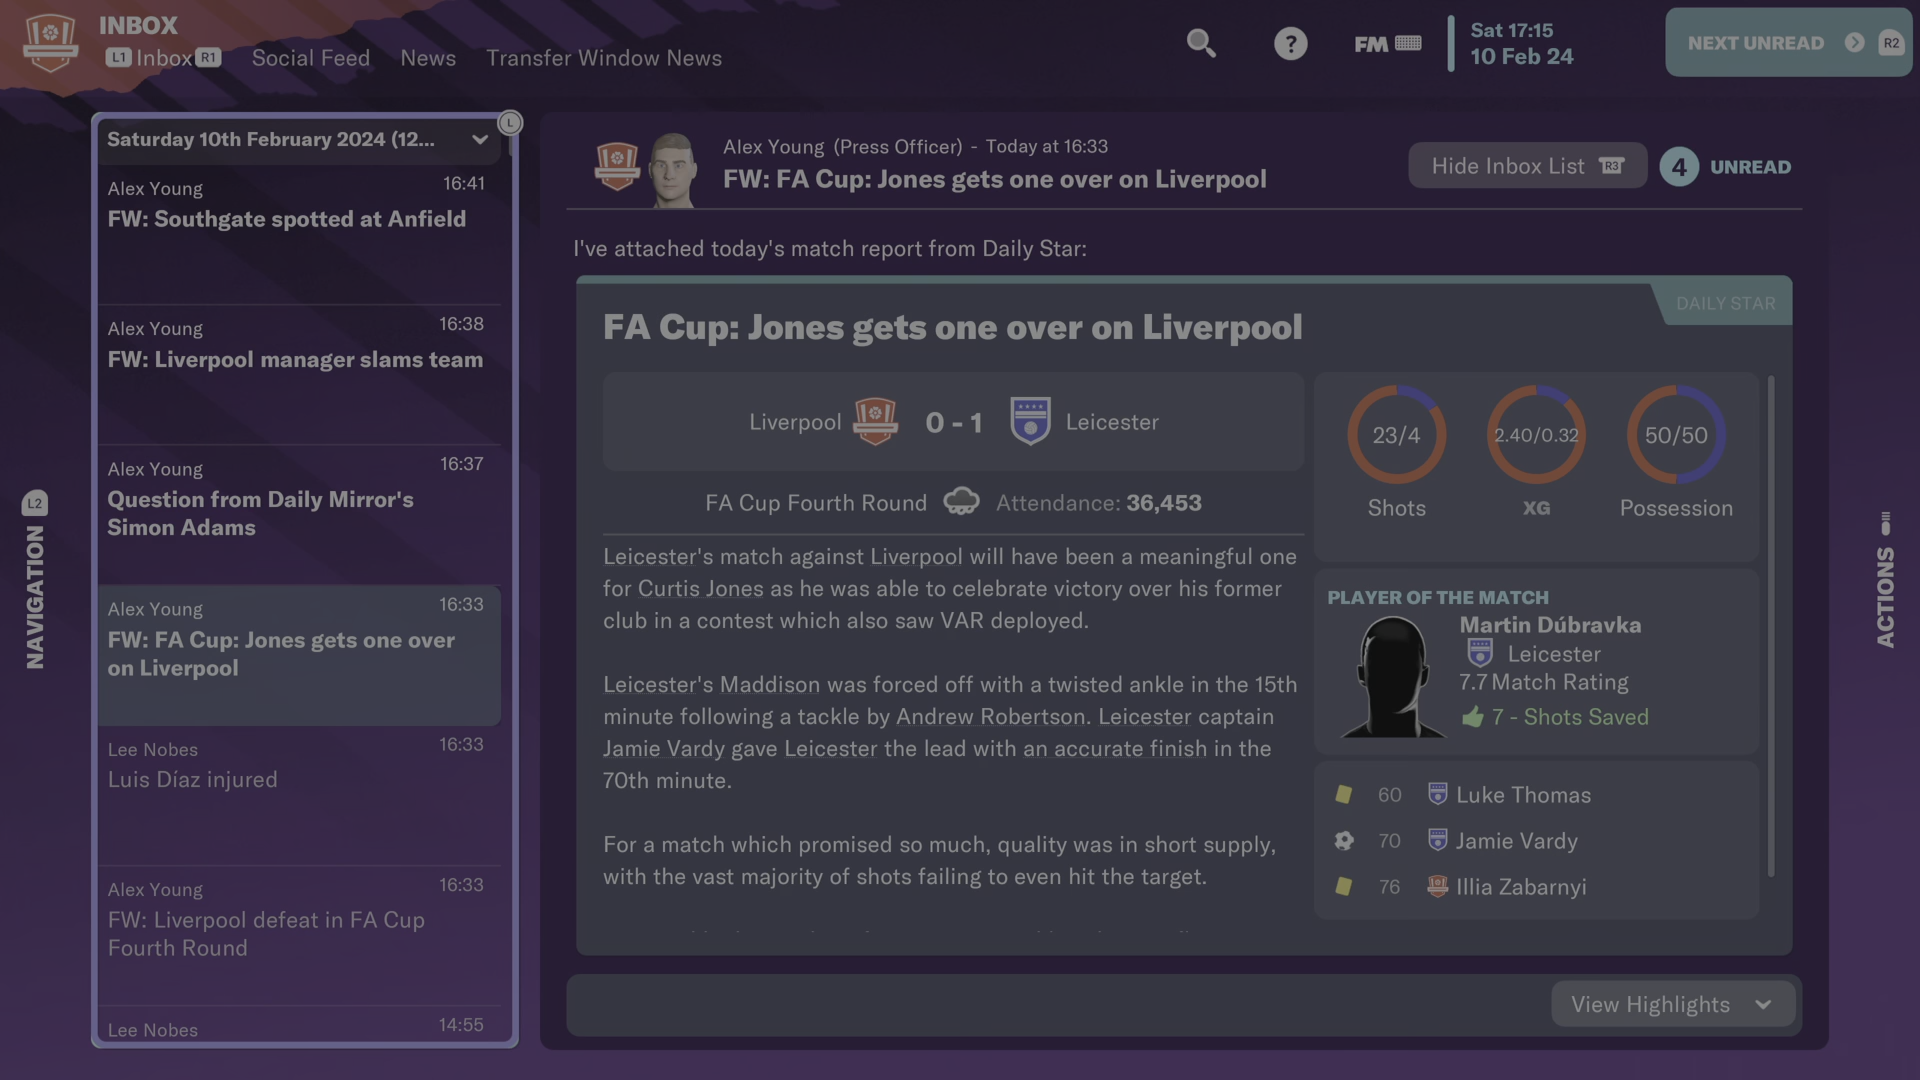 INBOX
L1 Inbox R1 Social Feed News Transfer Window News
? FM
Sat 17:15
10 Feb 24
NEXT UNREAD R2
Saturday 10th February 2024 (12...
L
Alex Young 16:41
FW: Southgate spotted at Anfield
Alex Young 16:38
FW: Liverpool manager slams team
Alex Young 16:37
Question from Daily Mirror's
Simon Adams
Alex Young 16:33
FW: FA Cup: Jones gets one over
on Liverpool
Lee Nobes 16:33
Luis Díaz injured
Alex Young 16:33
FW: Liverpool defeat in FA Cup
Fourth Round
Lee Nobes 14:55
L2
NAVIGATION
Alex Young (Press Officer) - Today at 16:33
FW: FA Cup: Jones gets one over on Liverpool
Hide Inbox List R3
4 UNREAD
I've attached today's match report from Daily Star:
DAILY STAR
FA Cup: Jones gets one over on Liverpool
Liverpool 0 - 1 Leicester
FA Cup Fourth Round Attendance: 36,453
Leicester's match against Liverpool will have been a meaningful one
for Curtis Jones as he was able to celebrate victory over his former
club in a contest which also saw VAR deployed.
Leicester's Maddison was forced off with a twisted ankle in the 15th
minute following a tackle by Andrew Robertson. Leicester captain
Jamie Vardy gave Leicester the lead with an accurate finish in the
70th minute.
For a match which promised so much, quality was in short supply,
with the vast majority of shots failing to even hit the target.
23/4 2.40/0.32 50/50
Shots XG Possession
PLAYER OF THE MATCH
Martin Dúbravka
Leicester
7.7 Match Rating
7 - Shots Saved
60 Luke Thomas
70 Jamie Vardy
76 Illia Zabarnyi
View Highlights
ACTIONS